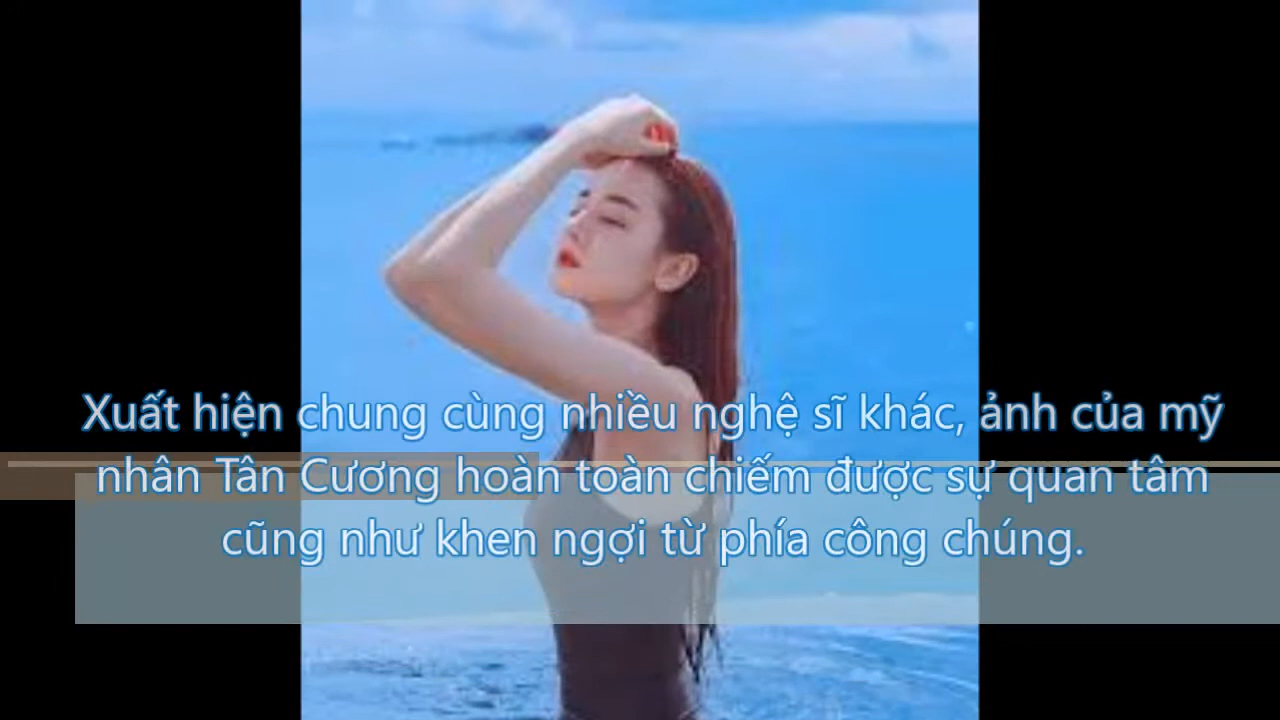 Xuất hiện chung cùng nhiều nghệ sĩ khác, ảnh của mỹ
nhân Tân Cương hoàn toàn chiếm được sự quan tâm
cũng như khen ngợi từ phía công chúng.